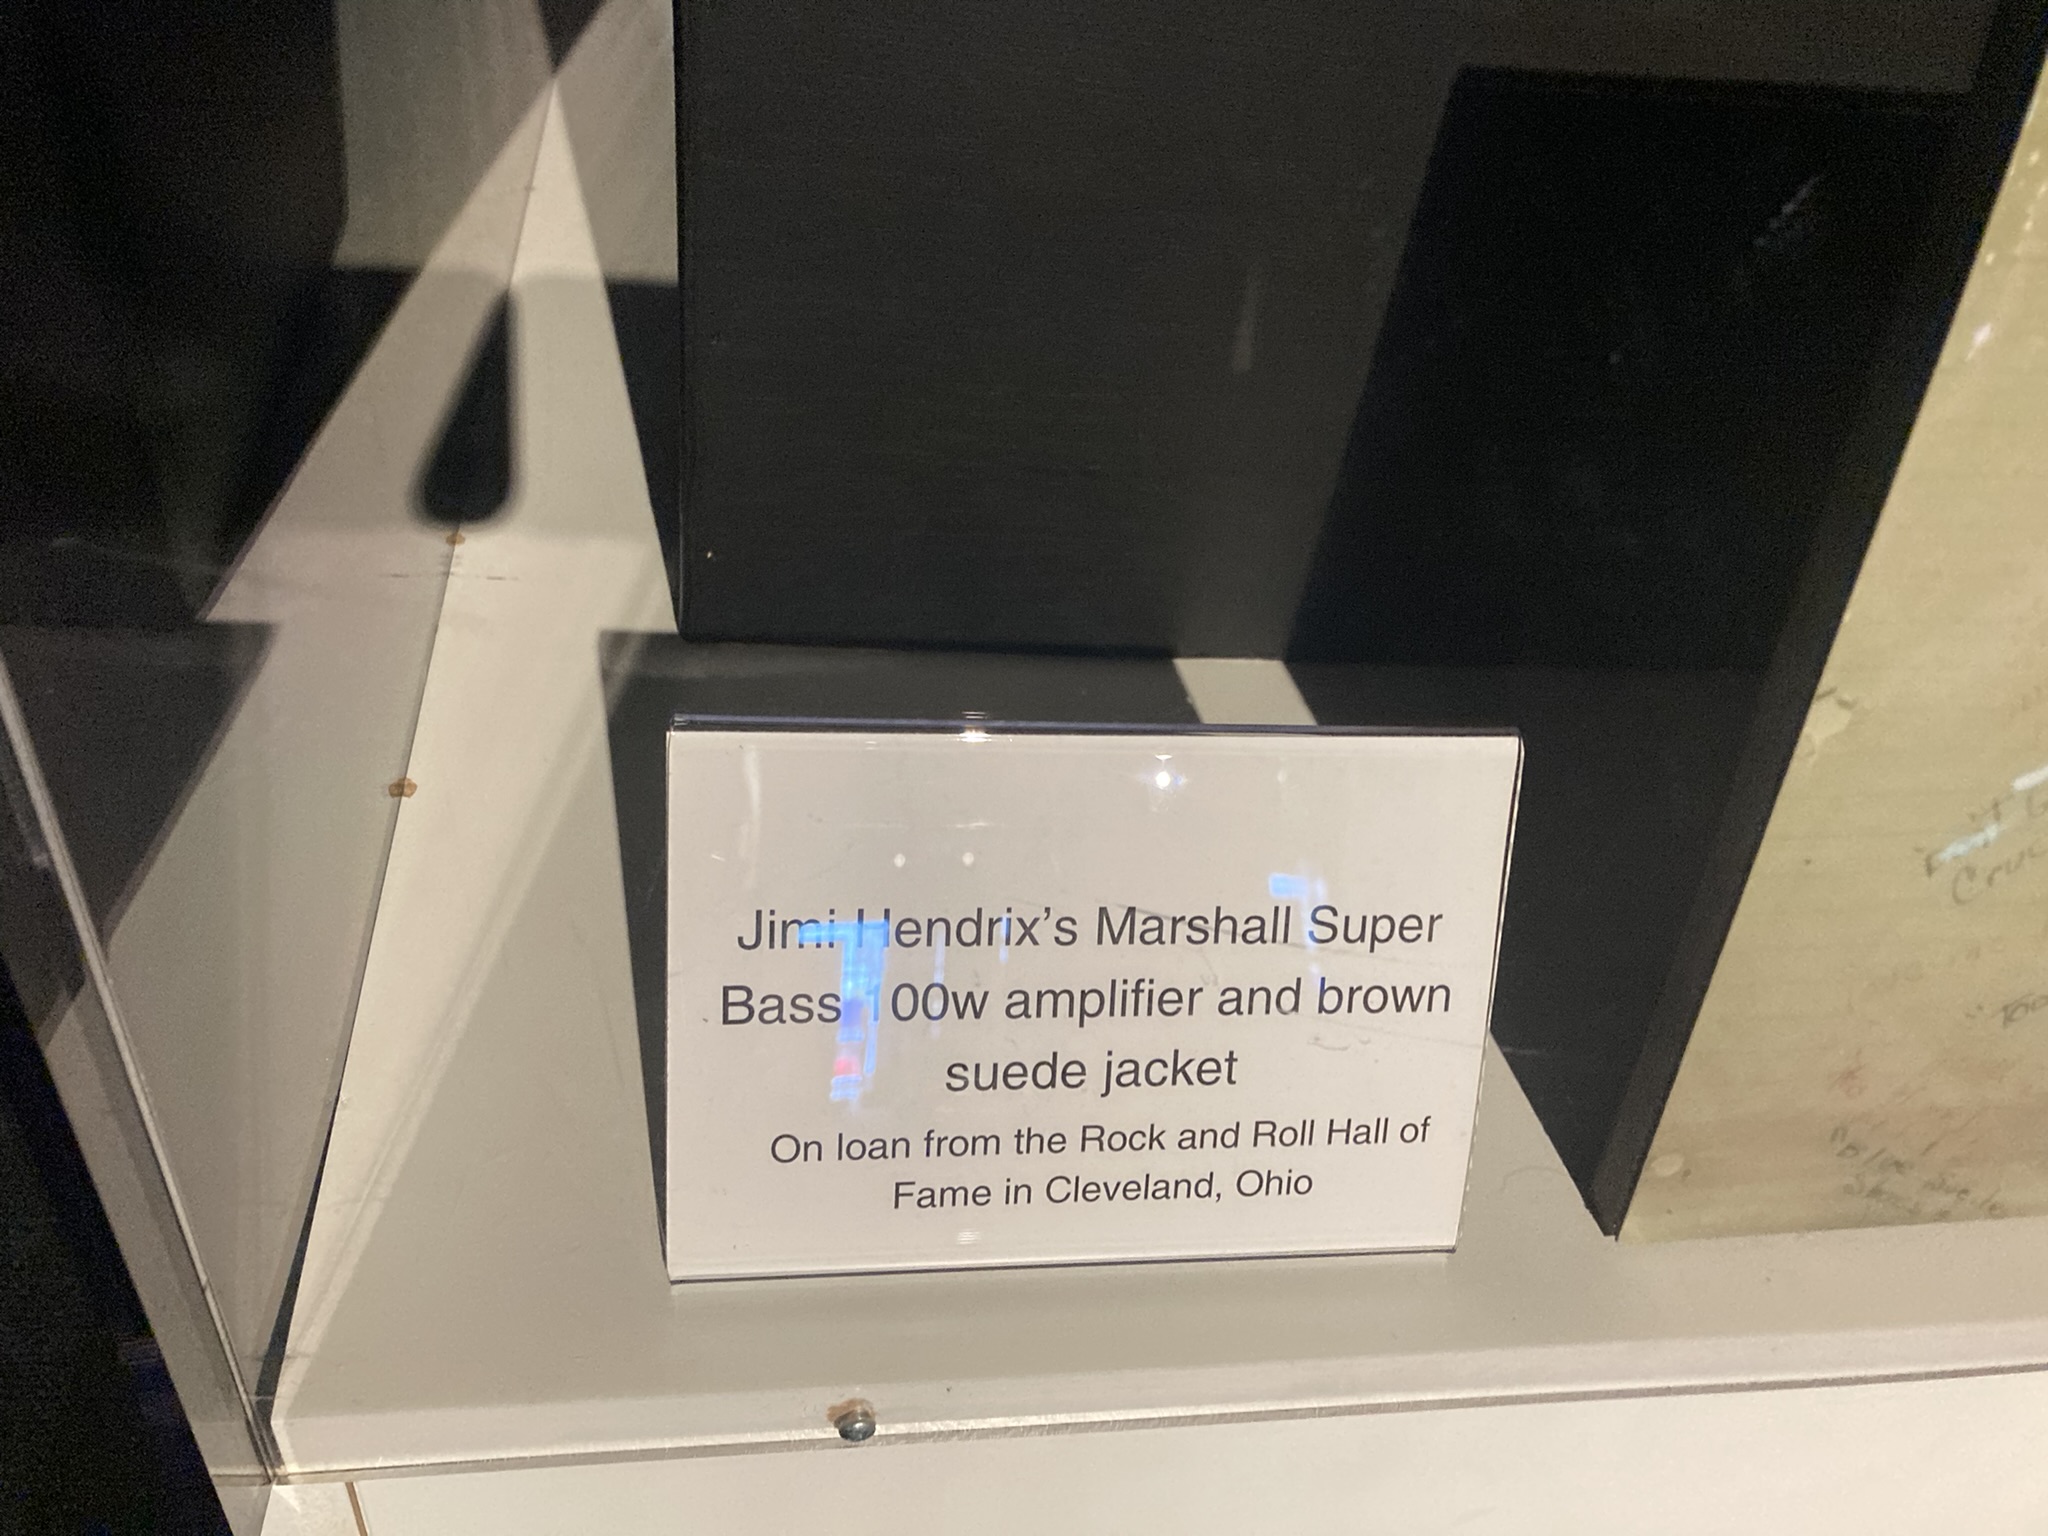 Jimi Hendrix's Marshall Super
Bass 100w amplifier and brown
suede jacket
On loan from the Rock and Roll Hall of
Fame in Cleveland, Ohio